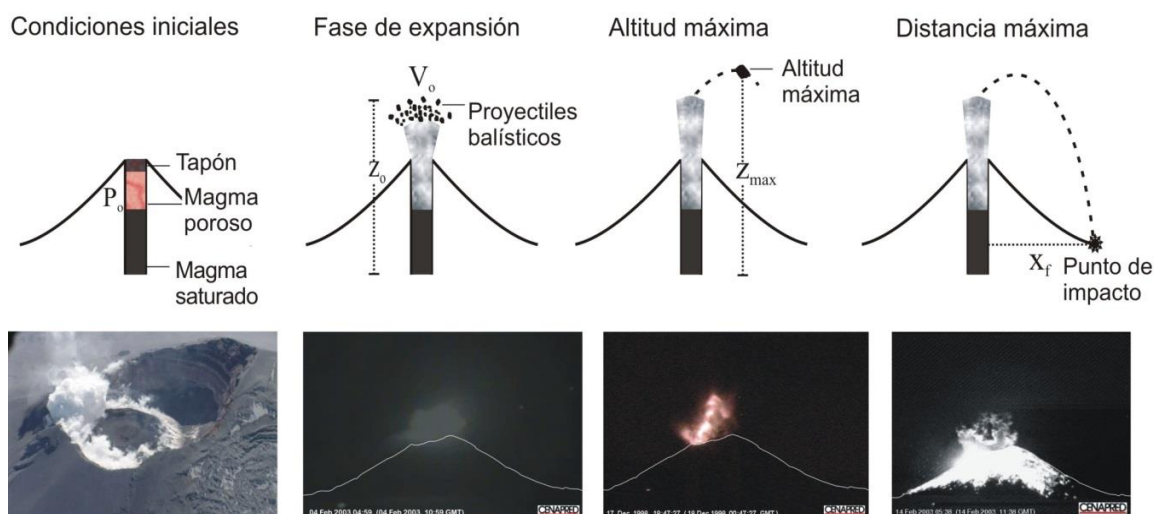 Condiciones iniciales
Fase de expansión
Altitud máxima
Distancia máxima
Tapón
P₀
Magma
poroso
Magma
saturado
V₀
Proyectiles
balísticos
Z₀
Altitud
máxima
Zmax
Xf
Punto de
impacto
04 Feb 2003 04:59 (04 Feb 2003, 10:59 GMT)
CENAPRED
CENAPRED
14 Feb 2003 05:38 (14 Feb 2003, 11:38 GMT)
CENAPRED